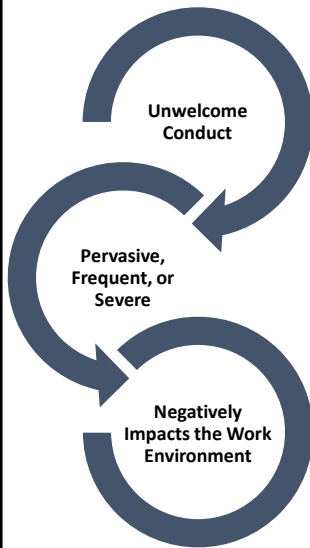 Unwelcome
Conduct
Pervasive,
Frequent, or
Severe
Negatively
Impacts the Work
Environment